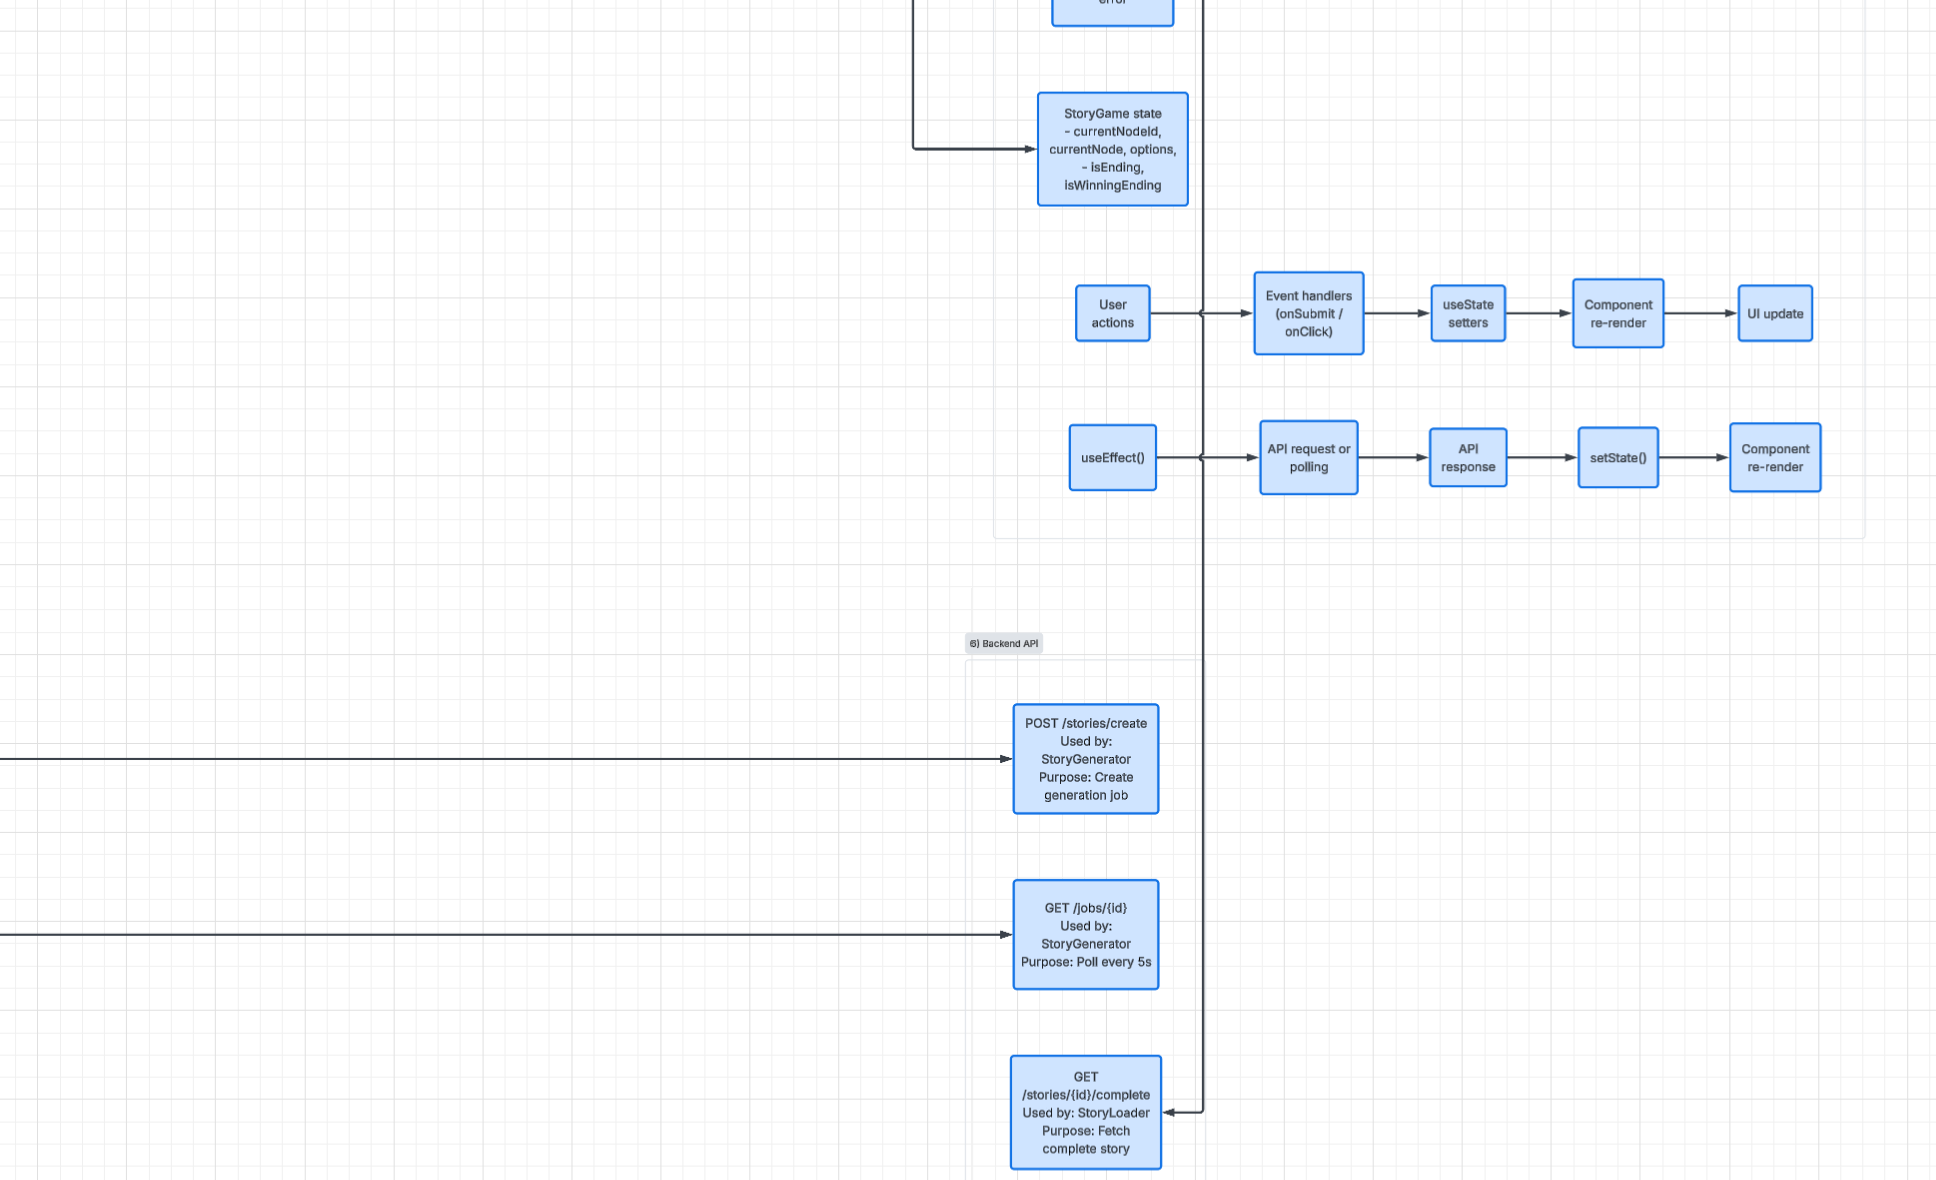 error
StoryGame state
- currentNodeId,
currentNode, options,
- isEnding,
isWinningEnding
User
actions
Event handlers
(onSubmit /
onClick)
useState
setters
Component
re-render
UI update
useEffect()
API request or
polling
API
response
setState()
Component
re-render
6) Backend API
POST /stories/create
Used by:
StoryGenerator
Purpose: Create
generation job
GET /jobs/{id}
Used by:
StoryGenerator
Purpose: Poll every 5s
GET
/stories/{id}/complete
Used by: StoryLoader
Purpose: Fetch
complete story